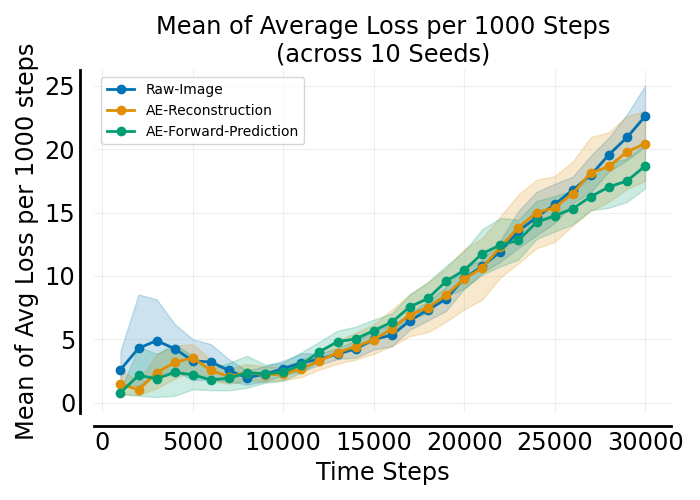 Mean of Average Loss per 1000 Steps
(across 10 Seeds)
Mean of Avg Loss per 1000 steps
25
20
15
10
5
0
Raw-Image
AE-Reconstruction
AE-Forward-Prediction
0 5000 10000 15000 20000 25000 30000
Time Steps